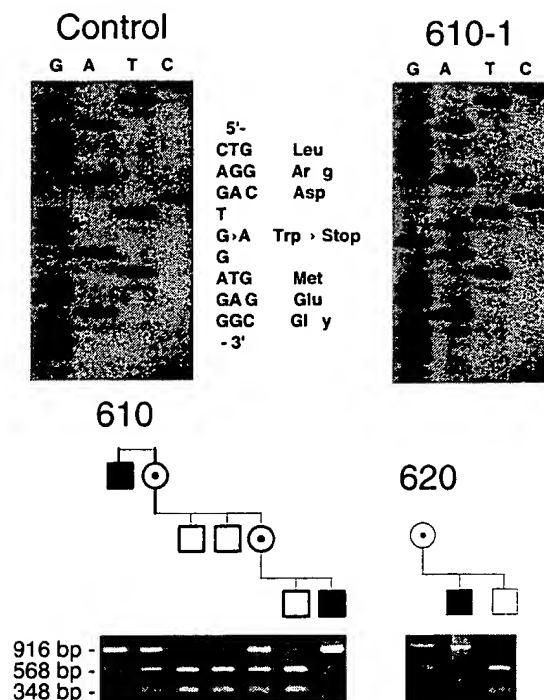 Control
610-1
G A T C
G A T C
5'-
CTG Leu
AGG Ar g
GAC Asp
T
G›A Trp › Stop
G
ATG Met
GAG Glu
GGC Gl y
- 3'
610
620
916 bp -
568 bp -
348 bp -